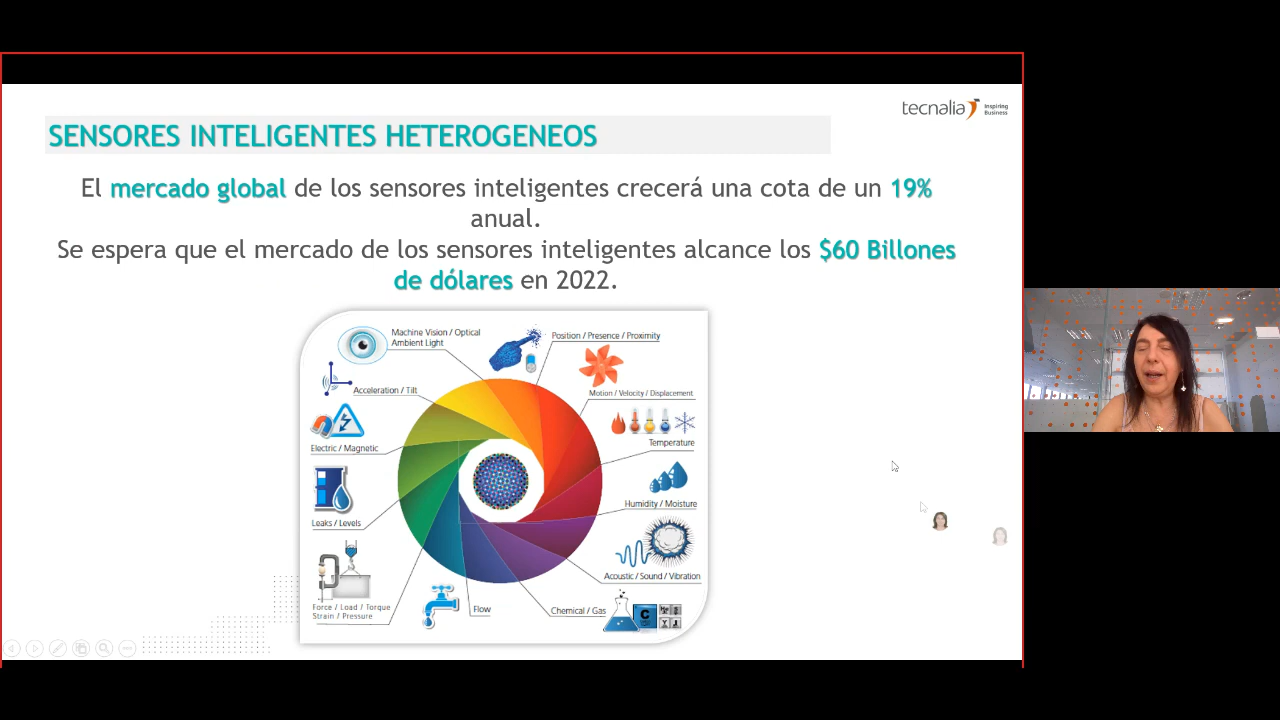 tecnalia Inspiring Business
SENSORES INTELIGENTES HETEROGENEOS
El mercado global de los sensores inteligentes crecerá una cota de un 19%
anual.
Se espera que el mercado de los sensores inteligentes alcance los $60 Billones
de dólares en 2022.
Machine Vision / Optical
Ambient Light
Position / Presence / Proximity
Acceleration / Tilt
Motion / Velocity / Displacement
Electric / Magnetic
Temperature
Humidity / Moisture
Leaks / Levels
Acoustic / Sound / Vibration
Force / Load / Torque
Strain / Pressure
Flow
Chemical / Gas
C